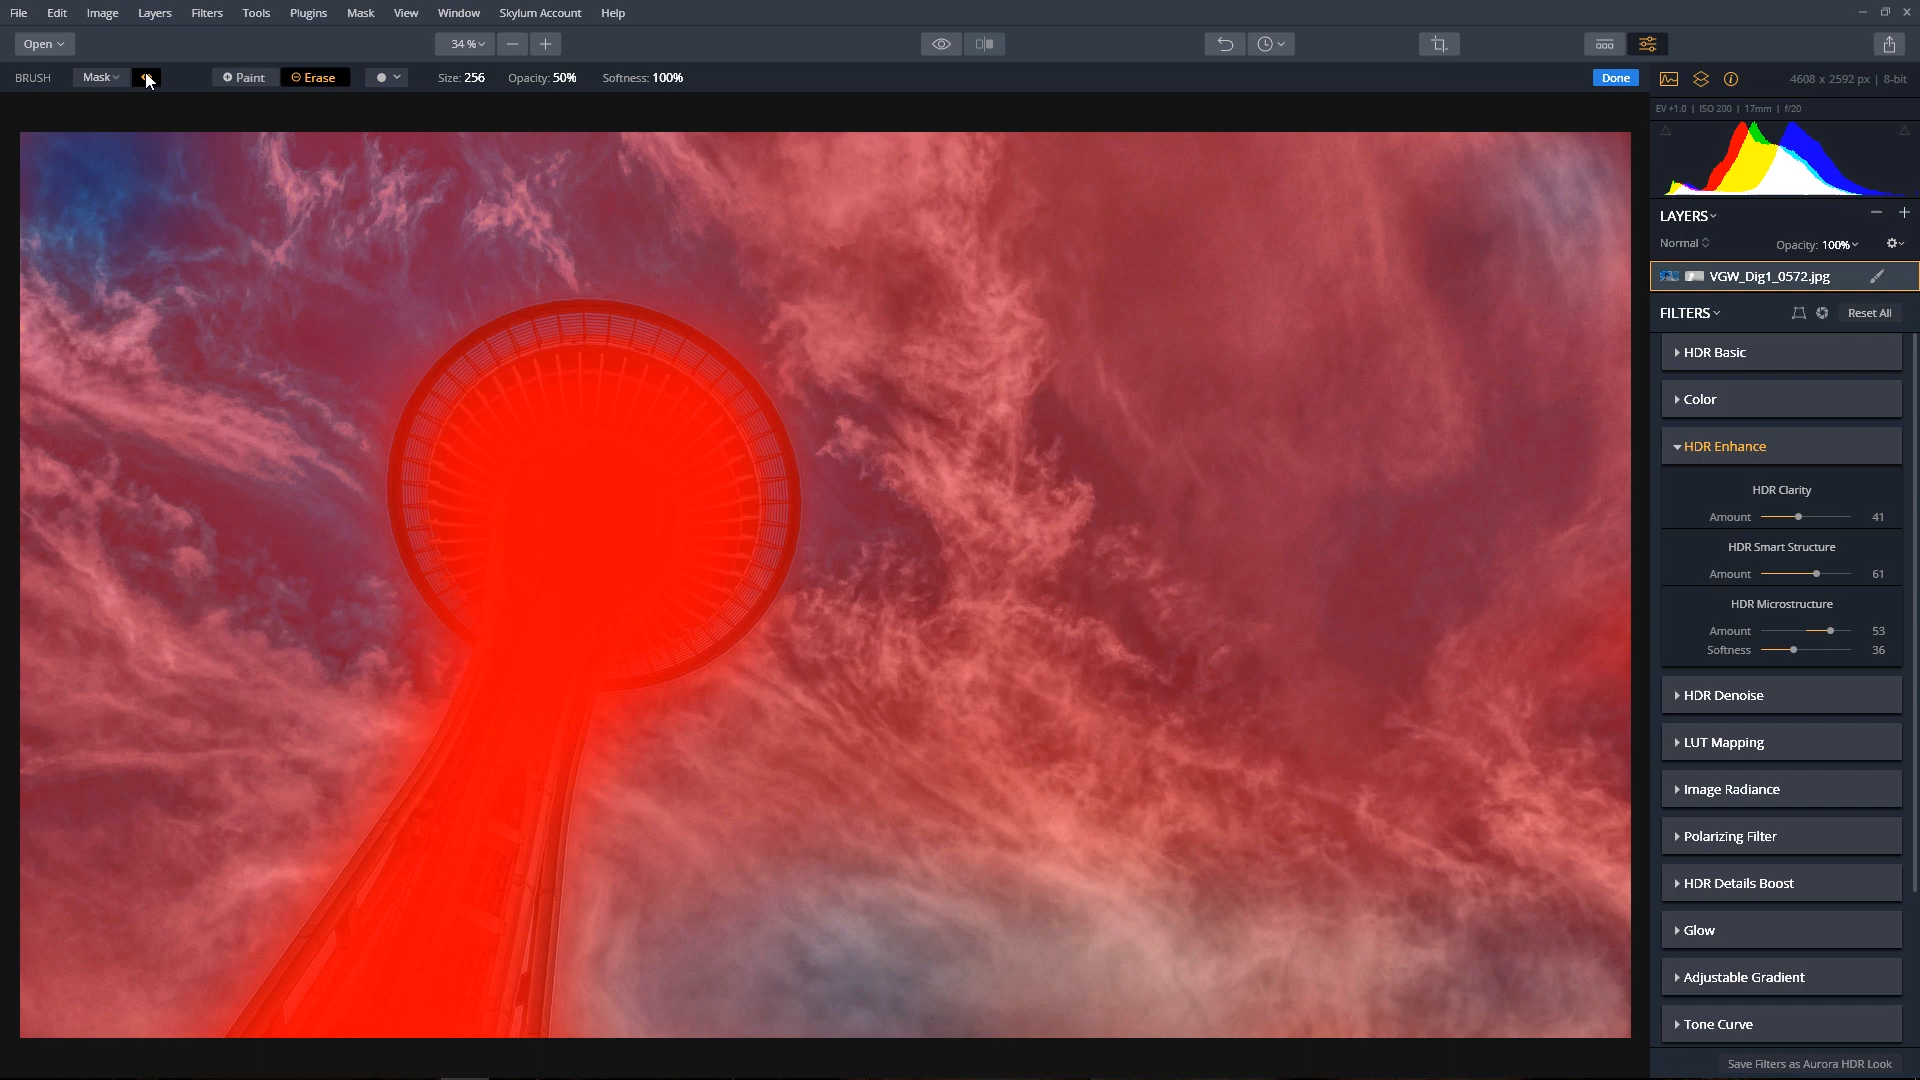 File Edit Image Layers Filters Tools Plugins Mask View Window Skylum Account Help
Open 34 %
BRUSH Mask Paint Erase Size: 256 Opacity: 50% Softness: 100% Done 4608 x 2592 px | 8-bit
EV +1.0 | ISO 200 | 17mm | f/20
LAYERS
Normal Opacity: 100%
VGW_Dig1_0572.jpg
FILTERS Reset All
HDR Basic
Color
HDR Enhance
HDR Clarity
Amount 41
HDR Smart Structure
Amount 61
HDR Microstructure
Amount 53
Softness 36
HDR Denoise
LUT Mapping
Image Radiance
Polarizing Filter
HDR Details Boost
Glow
Adjustable Gradient
Tone Curve
Save Filters as Aurora HDR Look